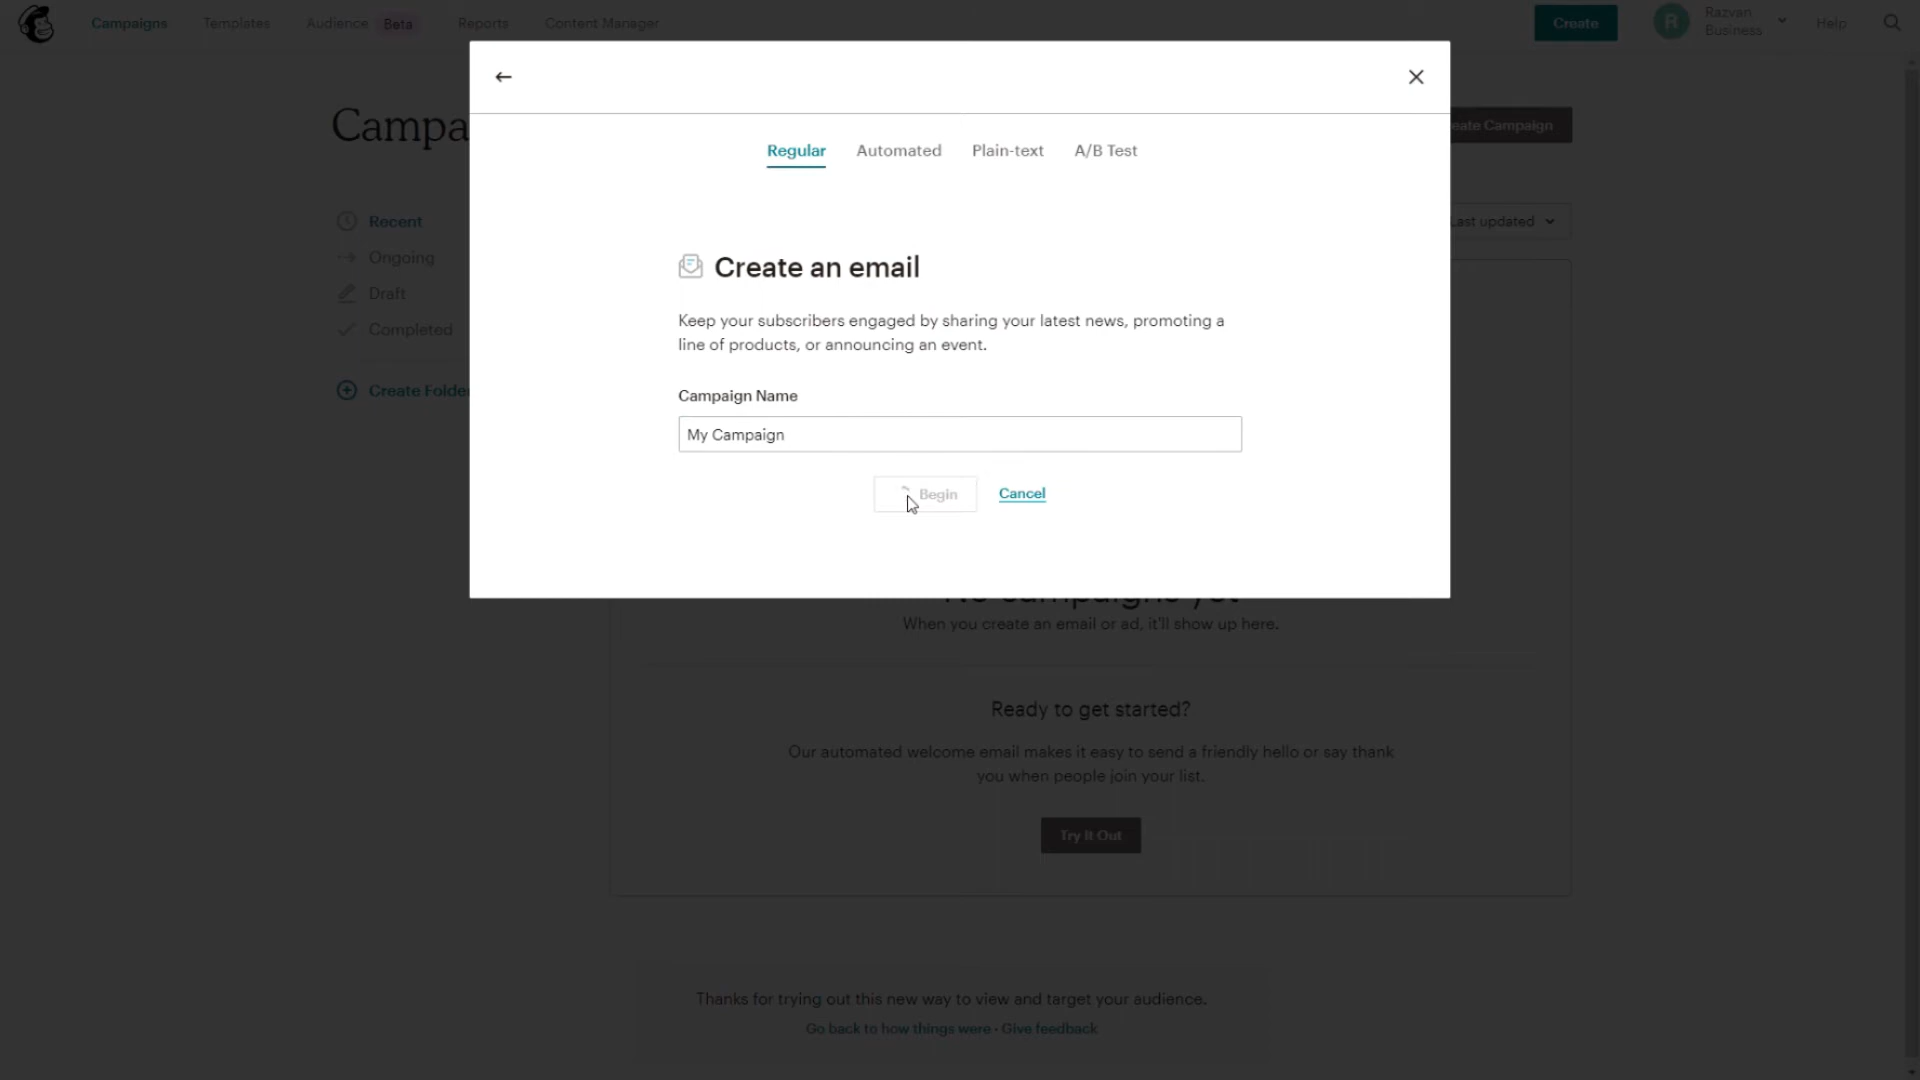 Campaigns Templates Audience Beta Reports Content Manager Create R Razvan Help
Business
Regular Automated Plain-text A/B Test
Create an email
Keep your subscribers engaged by sharing your latest news, promoting a
line of products, or announcing an event.
Campaign Name
My Campaign
Begin Cancel
Campa
eate Campaign
Recent
Last updated
Ongoing
Draft
Completed
Create Folder
No campaigns yet
When you create an email or ad, it'll show up here.
Ready to get started?
Our automated welcome email makes it easy to send a friendly hello or say thank
you when people join your list.
Try It Out
Thanks for trying out this new way to view and target your audience.
Go back to how things were · Give feedback